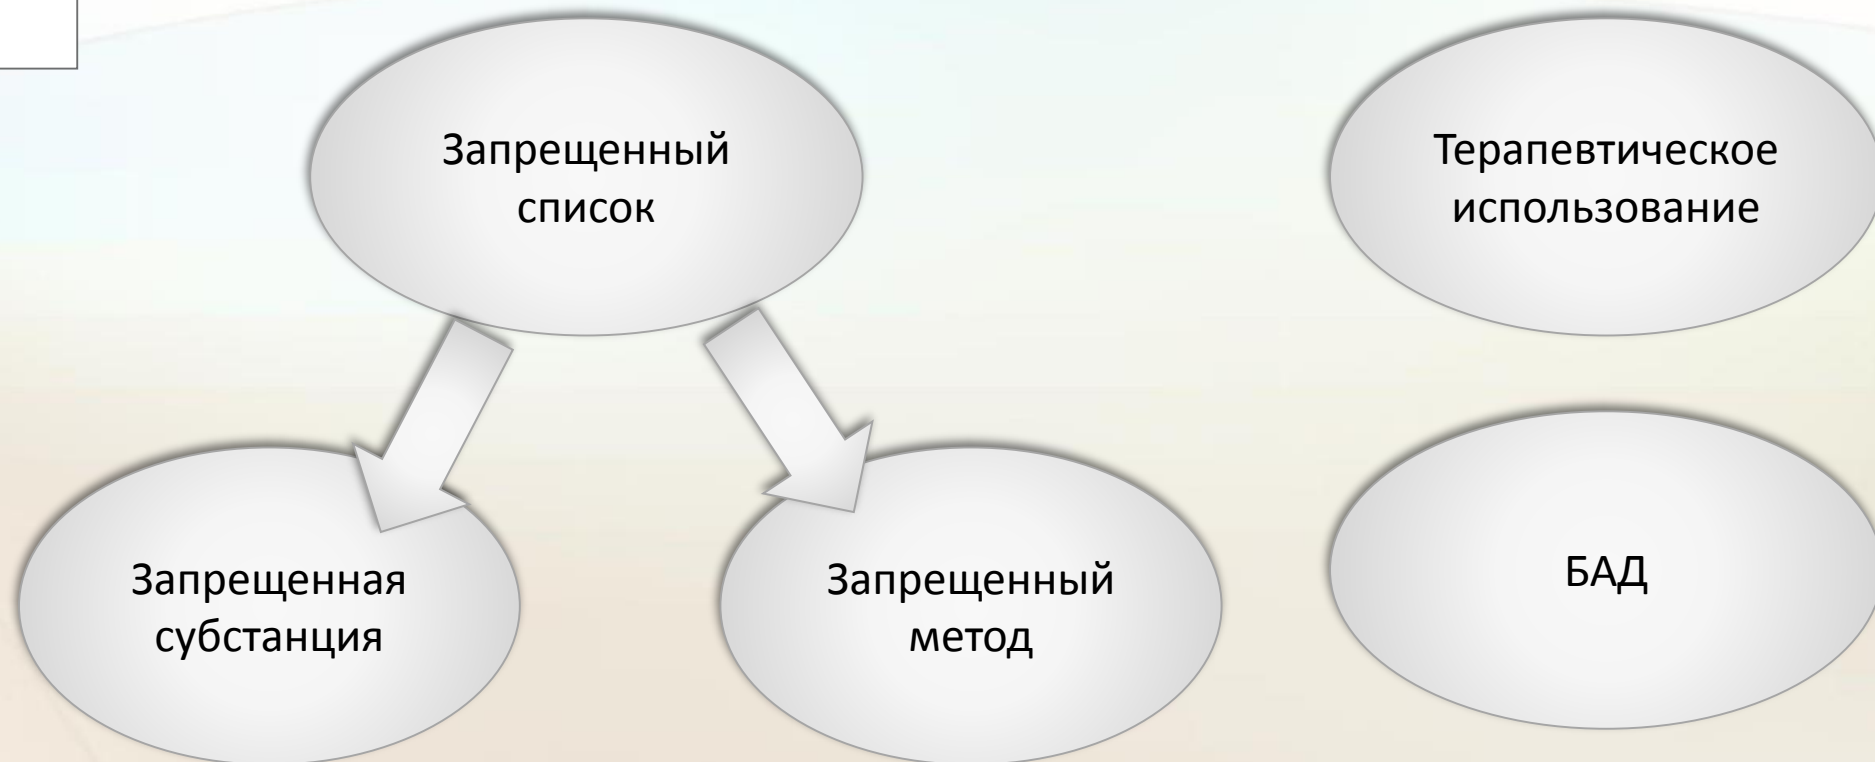 Запрещенный
список
Терапевтическое
использование
Запрещенная
субстанция
Запрещенный
метод
БАД